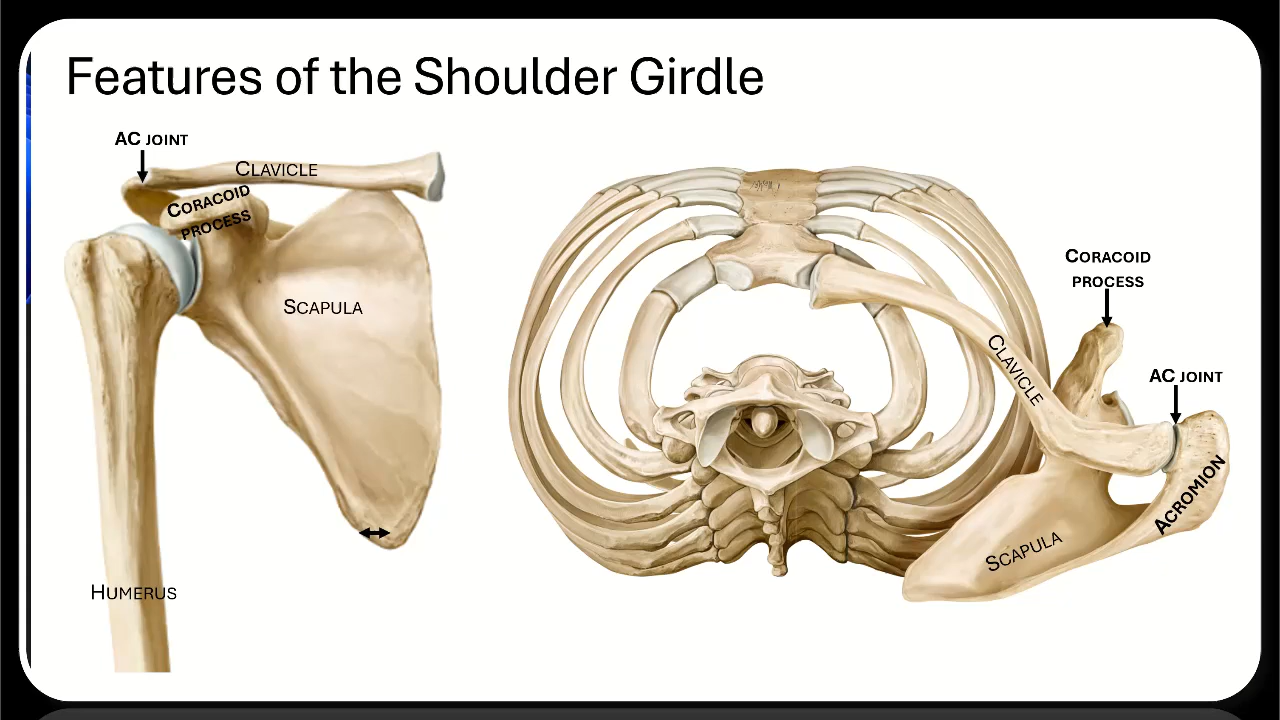 Features of the Shoulder Girdle
AC JOINT
CLAVICLE
CORACOID
PROCESS
SCAPULA
HUMERUS
CORACOID
PROCESS
CLAVICLE
AC JOINT
ACROMION
SCAPULA